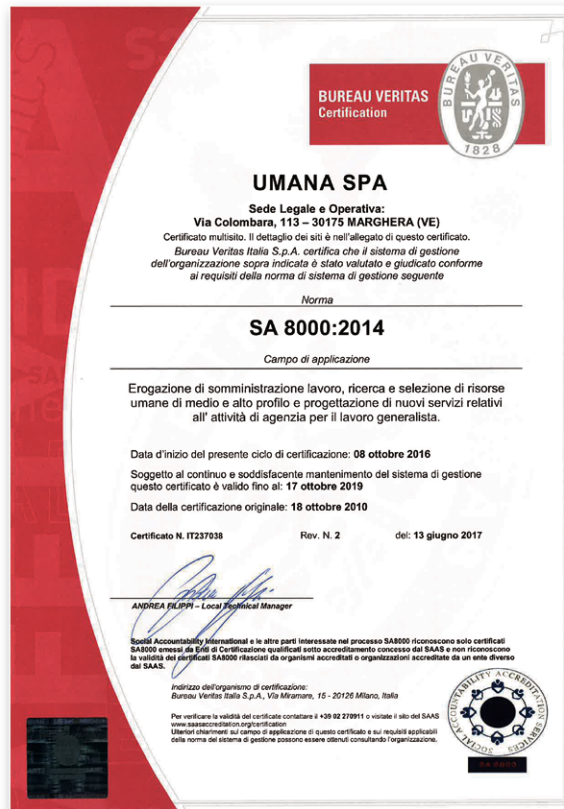 BUREAU VERITAS
Certification
BUREAU VERITAS
1828
UMANA SPA
Sede Legale e Operativa:
Via Colombara, 113 – 30175 MARGHERA (VE)
Certificato multisito. Il dettaglio dei siti è nell'allegato di questo certificato.
Bureau Veritas Italia S.p.A. certifica che il sistema di gestione
dell'organizzazione sopra indicata è stato valutato e giudicato conforme
ai requisiti della norma di sistema di gestione seguente
Norma
SA 8000:2014
Campo di applicazione
Erogazione di somministrazione lavoro, ricerca e selezione di risorse
umane di medio e alto profilo e progettazione di nuovi servizi relativi
all' attività di agenzia per il lavoro generalista.
Data d'inizio del presente ciclo di certificazione: 08 ottobre 2016
Soggetto al continuo e soddisfacente mantenimento del sistema di gestione
questo certificato è valido fino al: 17 ottobre 2019
Data della certificazione originale: 18 ottobre 2010
Certificato N. IT237038 Rev. N. 2 del: 13 giugno 2017
ANDREA FILIPPI – Local Technical Manager
Social Accountability International e le altre parti interessate nel processo SA8000 riconoscono solo certificati
SA8000 emessi da Enti di Certificazione qualificati sotto accreditamento concesso dal SAAS e non riconoscono
la validità dei certificati SA8000 rilasciati da organismi accreditati o organizzazioni accreditate da un ente diverso
dal SAAS.
Indirizzo dell'organismo di certificazione:
Bureau Veritas Italia S.p.A., Via Miramare, 15 - 20126 Milano, Italia
Per verificare la validità del certificate contattare il +39 02 270911 o visitate il sito del SAAS
www.saasaccreditation.org/certification
Ulteriori chiarimenti sul campo di applicazione di questo certificato e sui requisiti applicabili
della norma del sistema di gestione possono essere ottenuti consultando l'organizzazione.
SOCIAL ACCOUNTABILITY ACCREDITATION SERVICES
SA 8000